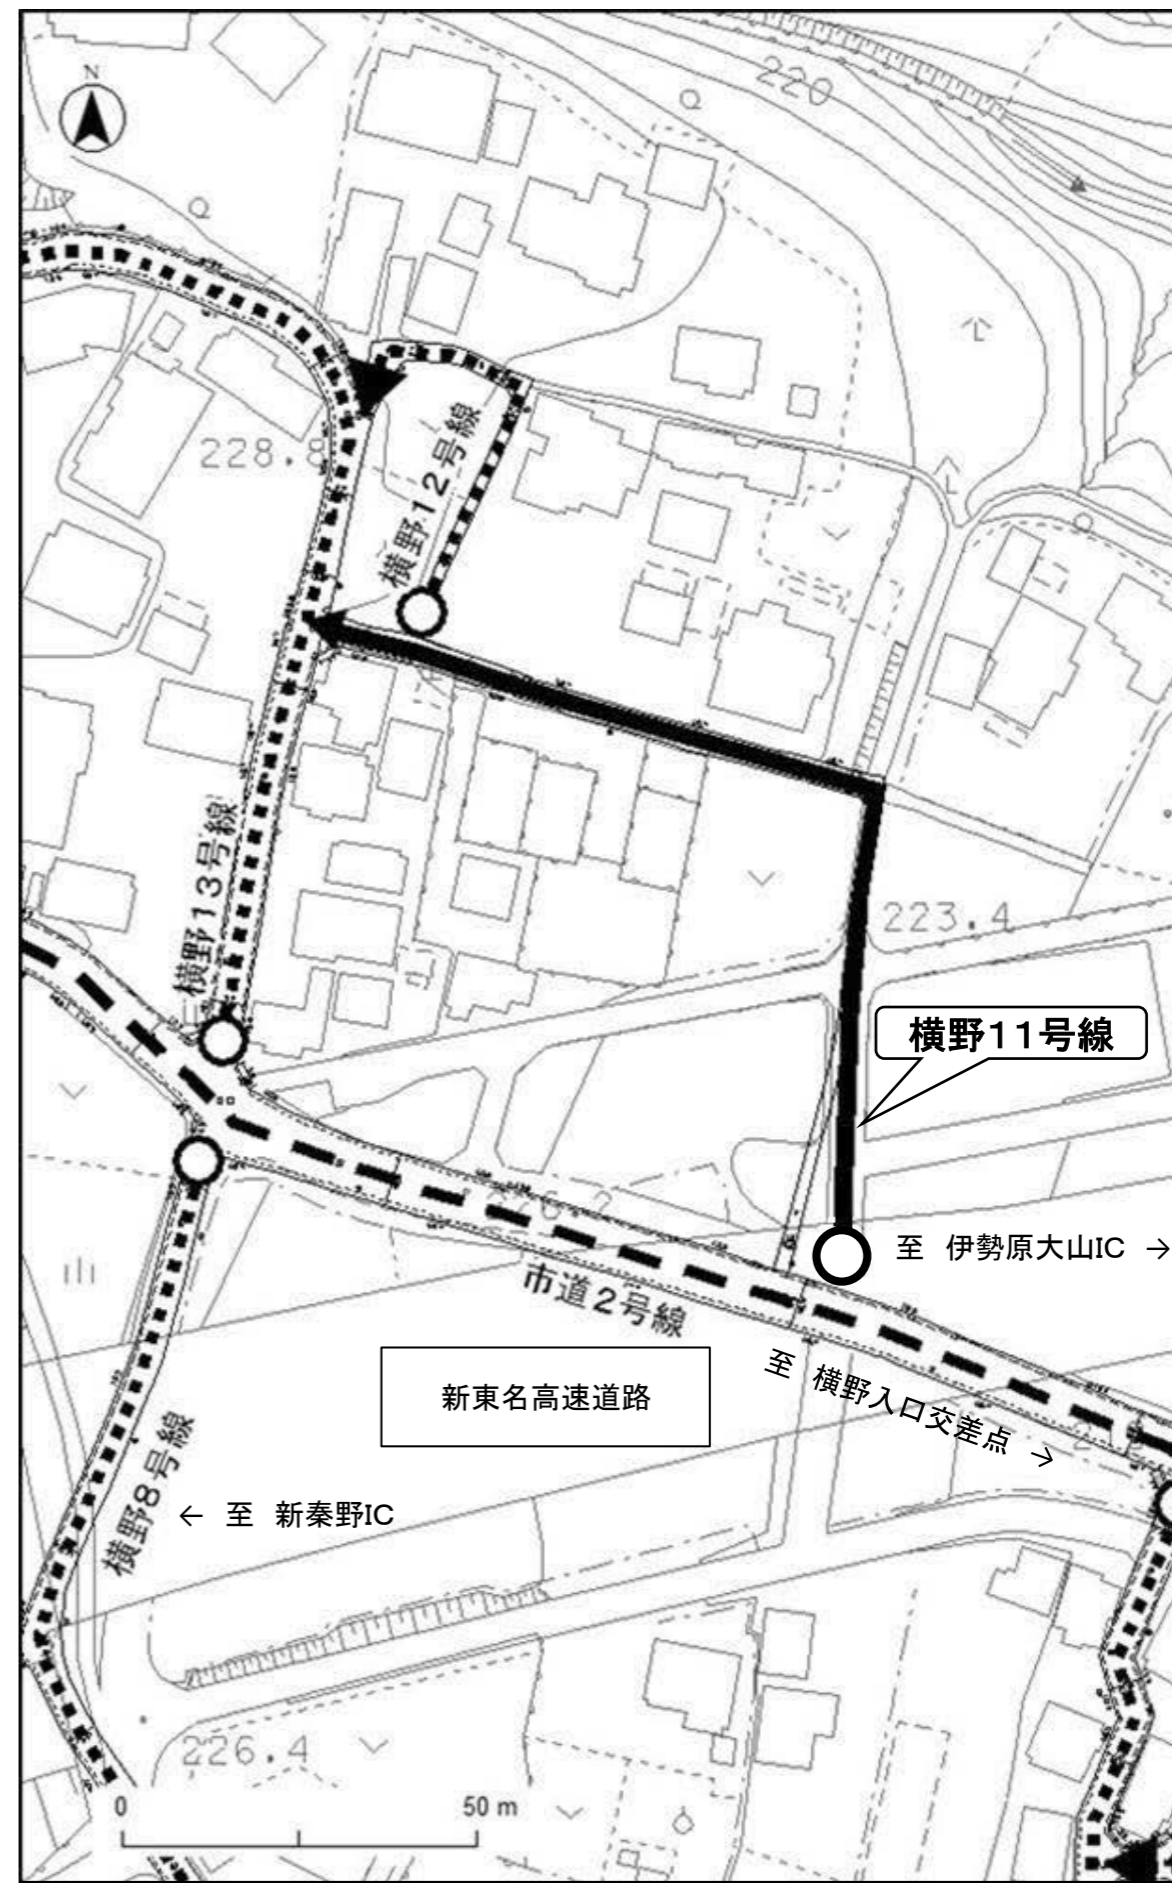 N
220
228.8
横野12号線
横野13号線
223.4
横野11号線
至 伊勢原大山IC →
市道2号線
至 横野入口交差点 →
新東名高速道路
横野8号線
← 至 新秦野IC
226.4
0 50 m